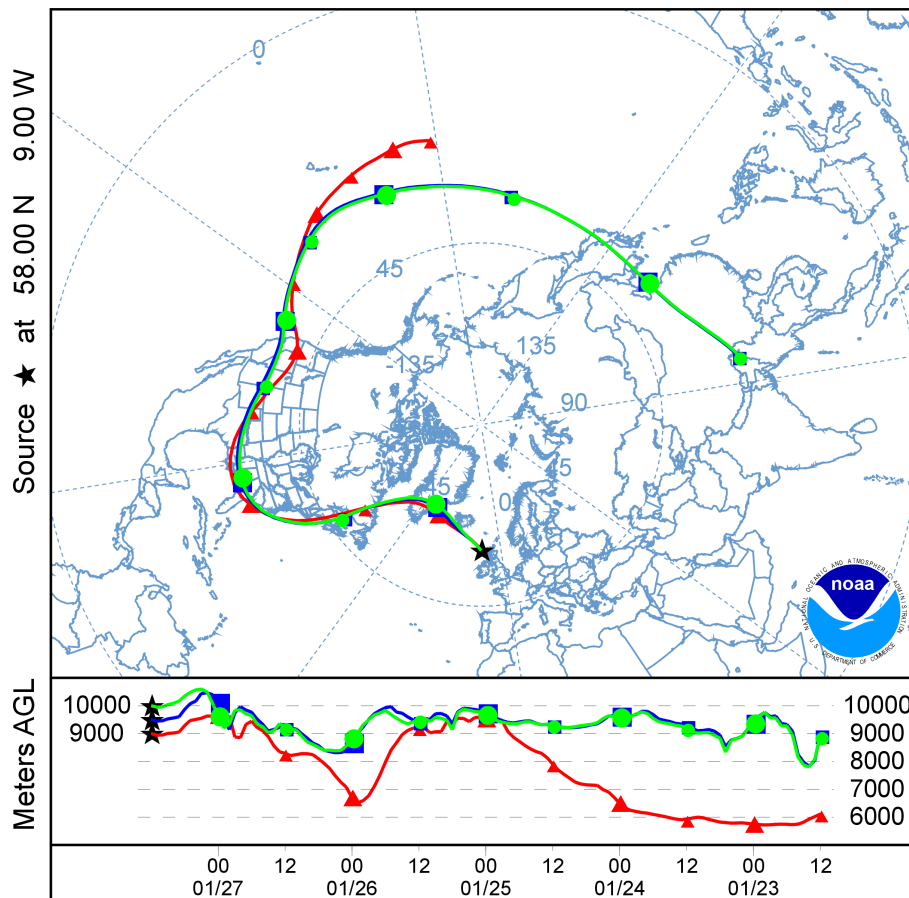 Source ★ at 58.00 N 9.00 W
0
45
-135
135
90
45
0
noaa
NATIONAL OCEANIC AND ATMOSPHERIC ADMINISTRATION
U.S. DEPARTMENT OF COMMERCE
Meters AGL
10000
9000
10000
9000
8000
7000
6000
00 12 00 12 00 12 00 12 00 12
01/27 01/26 01/25 01/24 01/23